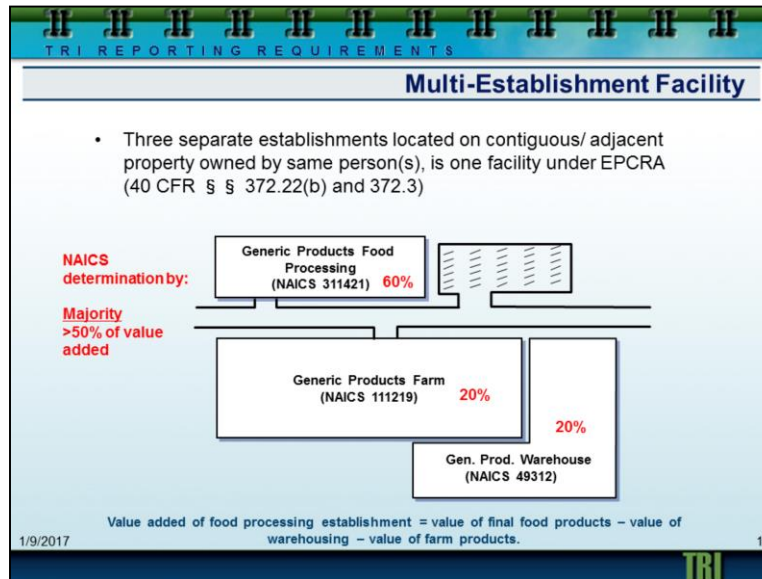 TRI REPORTING REQUIREMENTS
Multi-Establishment Facility
• Three separate establishments located on contiguous/ adjacent
property owned by same person(s), is one facility under EPCRA
(40 CFR § § 372.22(b) and 372.3)
NAICS
determination by:
Majority
>50% of value
added
Generic Products Food
Processing
(NAICS 311421) 60%
Generic Products Farm
(NAICS 111219) 20%
20%
Gen. Prod. Warehouse
(NAICS 49312)
Value added of food processing establishment = value of final food products – value of
warehousing – value of farm products.
1/9/2017
1
TRI